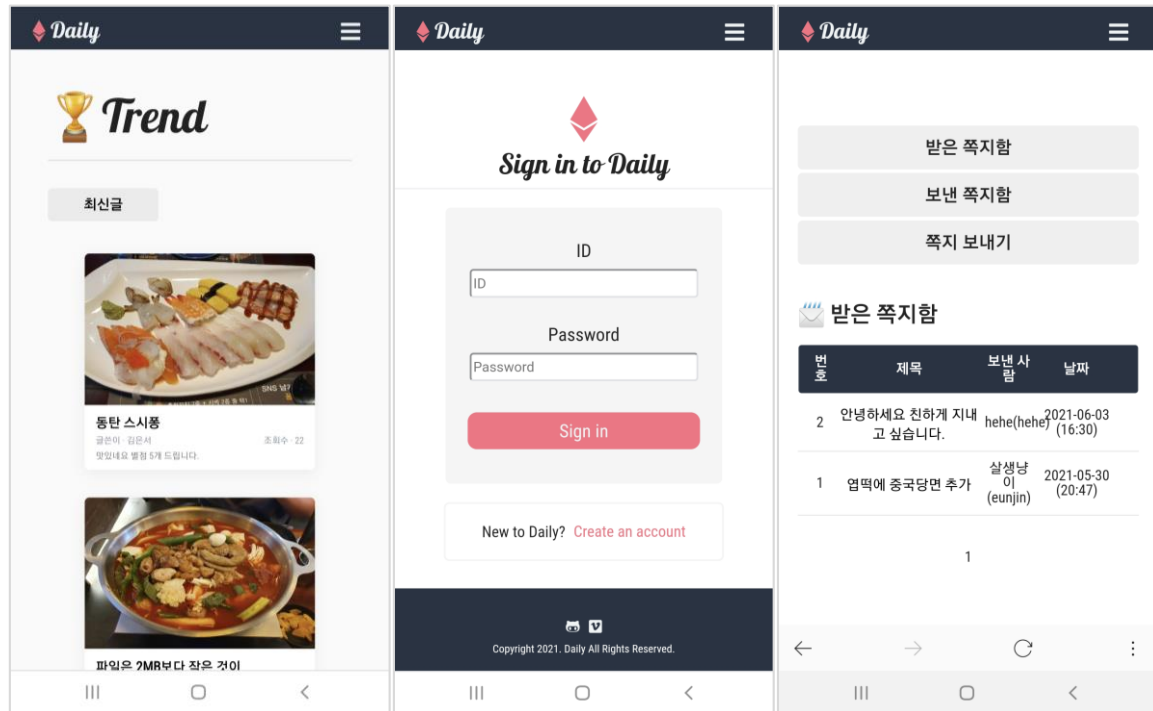 Daily
Trend
최신글
SNS
동탄 스시퐁
글쓴이 · 김은서
조회수 · 22
맛있네요 별점 5개 드립니다.
파일은 2MB보다 작은 것이
Daily
Sign in to Daily
ID
ID
Password
Password
Sign in
New to Daily? Create an account
Copyright 2021. Daily All Rights Reserved.
Daily
받은 쪽지함
보낸 쪽지함
쪽지 보내기
받은 쪽지함
번호 제목 보낸 사람 날짜
2 안녕하세요 친하게 지내
고 싶습니다. hehe(hehe) 2021-06-03
(16:30)
1 엽떡에 중국당면 추가 살생냥
이
(eunjin) 2021-05-30
(20:47)
1